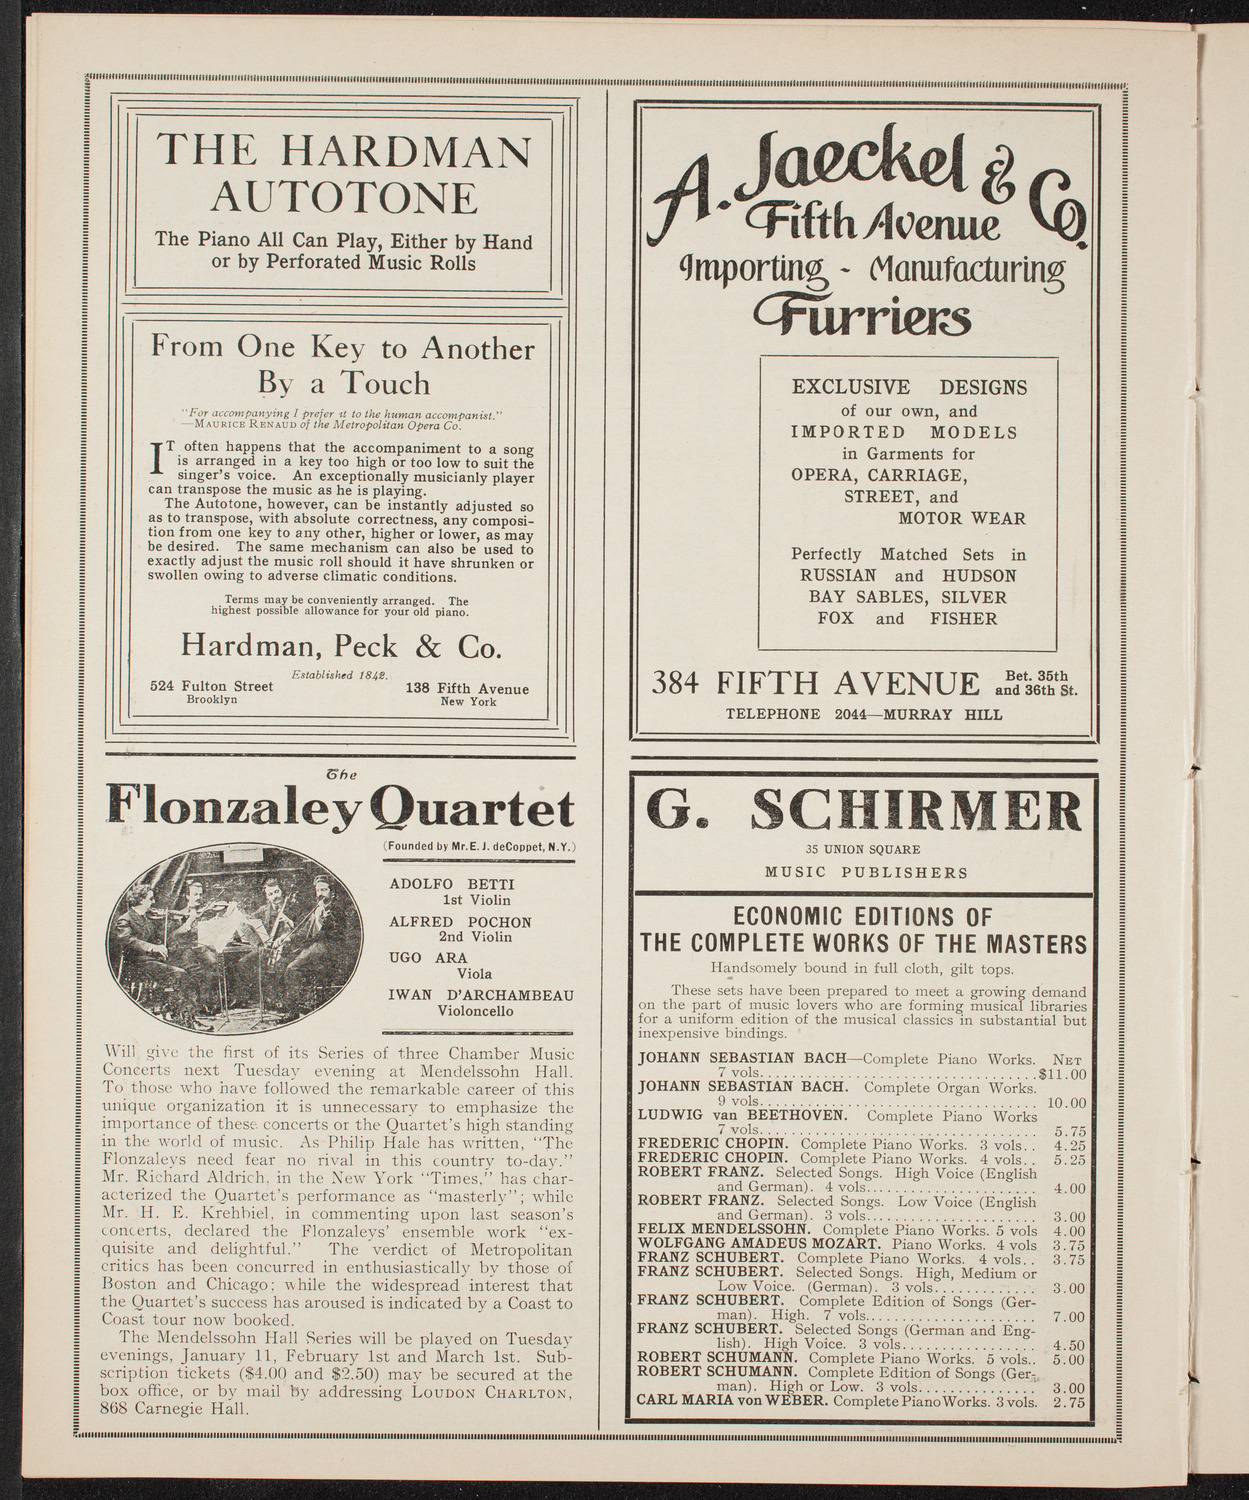 THE HARDMAN
AUTOTONE
The Piano All Can Play, Either by Hand
or by Perforated Music Rolls
From One Key to Another
By a Touch
"For accompanying I prefer it to the human accompanist."
—MAURICE RENAUD of the Metropolitan Opera Co.
IT often happens that the accompaniment to a song
is arranged in a key too high or too low to suit the
singer's voice. An exceptionally musicianly player
can transpose the music as he is playing.
The Autotone, however, can be instantly adjusted so
as to transpose, with absolute correctness, any composi-
tion from one key to any other, higher or lower, as may
be desired. The same mechanism can also be used to
exactly adjust the music roll should it have shrunken or
swollen owing to adverse climatic conditions.
Terms may be conveniently arranged. The
highest possible allowance for your old piano.
Hardman, Peck & Co.
Established 1842.
524 Fulton Street
Brooklyn
138 Fifth Avenue
New York
The
Flonzaley Quartet
(Founded by Mr. E. J. deCoppet, N.Y.)
ADOLFO BETTI
1st Violin
ALFRED POCHON
2nd Violin
UGO ARA
Viola
IWAN D'ARCHAMBEAU
Violoncello
Will give the first of its Series of three Chamber Music
Concerts next Tuesday evening at Mendelssohn Hall.
To those who have followed the remarkable career of this
unique organization it is unnecessary to emphasize the
importance of these concerts or the Quartet's high standing
in the world of music. As Philip Hale has written, "The
Flonzaleys need fear no rival in this country to-day."
Mr. Richard Aldrich, in the New York "Times," has char-
acterized the Quartet's performance as "masterly"; while
Mr. H. E. Krehbiel, in commenting upon last season's
concerts, declared the Flonzaleys' ensemble work "ex-
quisite and delightful." The verdict of Metropolitan
critics has been concurred in enthusiastically by those of
Boston and Chicago; while the widespread interest that
the Quartet's success has aroused is indicated by a Coast to
Coast tour now booked.
The Mendelssohn Hall Series will be played on Tuesday
evenings, January 11, February 1st and March 1st. Sub-
scription tickets ($4.00 and $2.50) may be secured at the
box office, or by mail by addressing LOUDON CHARLTON,
868 Carnegie Hall.
A. Jaeckel & Co.
Fifth Avenue
Importing - Manufacturing
Furriers
EXCLUSIVE DESIGNS
of our own, and
IMPORTED MODELS
in Garments for
OPERA, CARRIAGE,
STREET, and
MOTOR WEAR
Perfectly Matched Sets in
RUSSIAN and HUDSON
BAY SABLES, SILVER
FOX and FISHER
384 FIFTH AVENUE Bet. 35th and 36th St.
TELEPHONE 2044—MURRAY HILL
G. SCHIRMER
35 UNION SQUARE
MUSIC PUBLISHERS
ECONOMIC EDITIONS OF
THE COMPLETE WORKS OF THE MASTERS
Handsomely bound in full cloth, gilt tops.
These sets have been prepared to meet a growing demand
on the part of music lovers who are forming musical libraries
for a uniform edition of the musical classics in substantial but
inexpensive bindings.
JOHANN SEBASTIAN BACH—Complete Piano Works. NET
7 vols. $11.00
JOHANN SEBASTIAN BACH. Complete Organ Works.
9 vols. 10.00
LUDWIG van BEETHOVEN. Complete Piano Works
7 vols. 5.75
FREDERIC CHOPIN. Complete Piano Works. 3 vols.. 4.25
FREDERIC CHOPIN. Complete Piano Works. 4 vols.. 5.25
ROBERT FRANZ. Selected Songs. High Voice (English
and German). 4 vols. 4.00
ROBERT FRANZ. Selected Songs. Low Voice (English
and German). 3 vols. 3.00
FELIX MENDELSSOHN. Complete Piano Works. 5 vols 4.00
WOLFGANG AMADEUS MOZART. Piano Works. 4 vols 3.75
FRANZ SCHUBERT. Complete Piano Works. 4 vols.. 3.75
FRANZ SCHUBERT. Selected Songs. High, Medium or
Low Voice. (German). 3 vols. 3.00
FRANZ SCHUBERT. Complete Edition of Songs (Ger-
man). High. 7 vols. 7.00
FRANZ SCHUBERT. Selected Songs (German and Eng-
lish). High Voice. 3 vols. 4.50
ROBERT SCHUMANN. Complete Piano Works. 5 vols.. 5.00
ROBERT SCHUMANN. Complete Edition of Songs (Ger-
man). High or Low. 3 vols. 3.00
CARL MARIA von WEBER. Complete Piano Works. 3 vols. 2.75